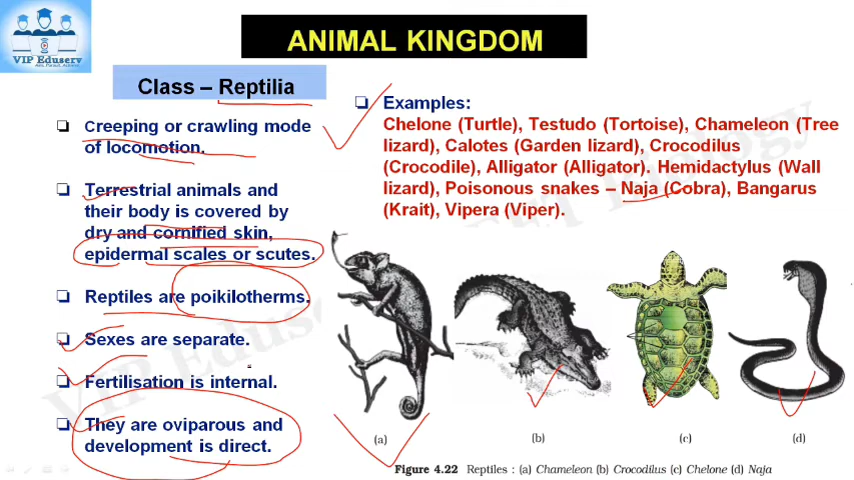 VIP Eduserv
ANIMAL KINGDOM
Class – Reptilia
Creeping or crawling mode
of locomotion.
Terrestrial animals and
their body is covered by
dry and cornified skin,
epidermal scales or scutes.
Reptiles are poikilotherms.
Sexes are separate.
Fertilisation is internal.
They are oviparous and
development is direct.
Examples:
Chelone (Turtle), Testudo (Tortoise), Chameleon (Tree
lizard), Calotes (Garden lizard), Crocodilus
(Crocodile), Alligator (Alligator). Hemidactylus (Wall
lizard), Poisonous snakes – Naja (Cobra), Bangarus
(Krait), Vipera (Viper).
(a)
(b)
(c)
(d)
Figure 4.22 Reptiles : (a) Chameleon (b) Crocodilus (c) Chelone (d) Naja